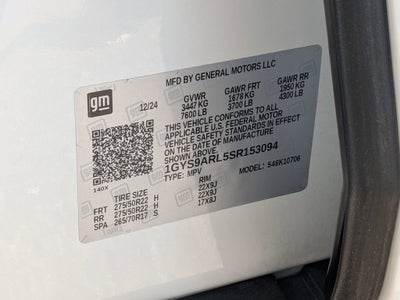 gm
MFD BY GENERAL MOTORS LLC
12/24
GVWR GAWR FRT GAWR RR
3447 KG 1678 KG 1950 KG
7600 LB 3700 LB 4300 LB
THIS VEHICLE CONFORMS TO ALL
APPLICABLE U.S. FEDERAL MOTOR
VEHICLE SAFETY STANDARDS IN EFFECT
ON THE DATE OF MANUFACTURE
SHOWN ABOVE.
1GYS9ARL5SR153094
TYPE: MPV MODEL: 548K10706
140X
TIRE SIZE RIM
FRT 275/50R22 H 22X9J
RR 275/50R22 H 22X9J
SPA 265/70R17 S 17X8J